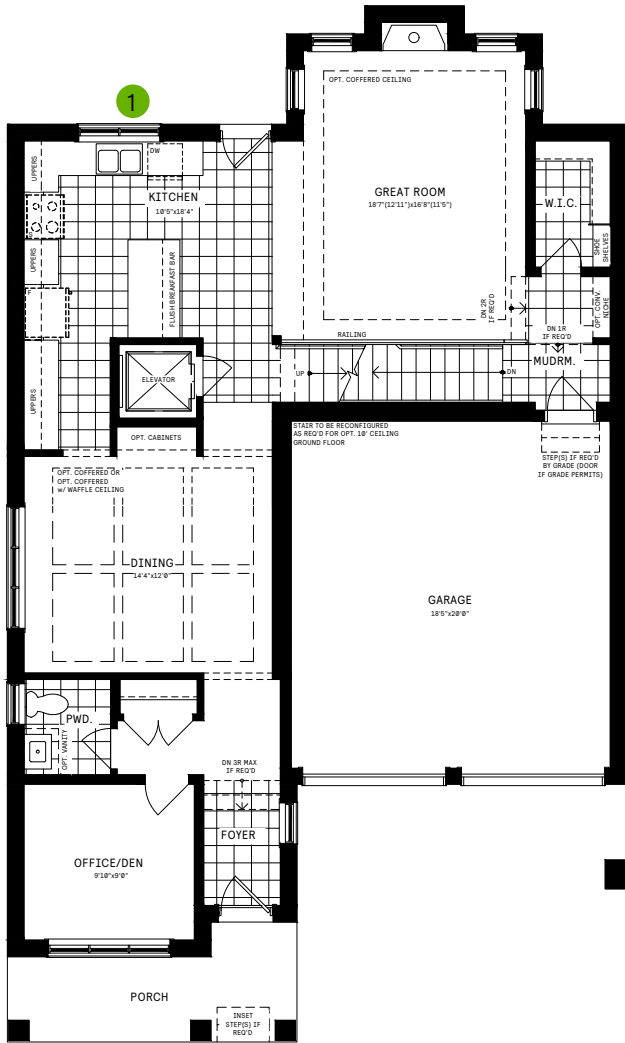 OPT. COFFERED CEILING
1
UPPERS
DW
KITCHEN
10'5"x18'4"
GREAT ROOM
18'7"(12'11")x16'8"(11'5")
W.I.C.
SHOE
SHELVES
UPPERS
F
FLUSH BREAKFAST BAR
DN 2R
IF REQ'D
OPT. CONV.
NICHE
DN 1R
IF REQ'D
RAILING
MUDRM.
UP
DN
ELEVATOR
UPPERS
OPT. CABINETS
STAIR TO BE RECONFIGURED
AS REQ'D FOR OPT. 10' CEILING
GROUND FLOOR
STEP(S) IF REQ'D
BY GRADE (DOOR
IF GRADE PERMITS)
OPT. COFFERED OR
OPT. COFFERED
w/ WAFFLE CEILING
DINING
14'4"x12'0"
GARAGE
18'5"x20'0"
PWD.
OPT. VANITY
DN 3R MAX
IF REQ'D
FOYER
OFFICE/DEN
9'10"x9'0"
PORCH
INSET
STEP(S) IF
REQ'D